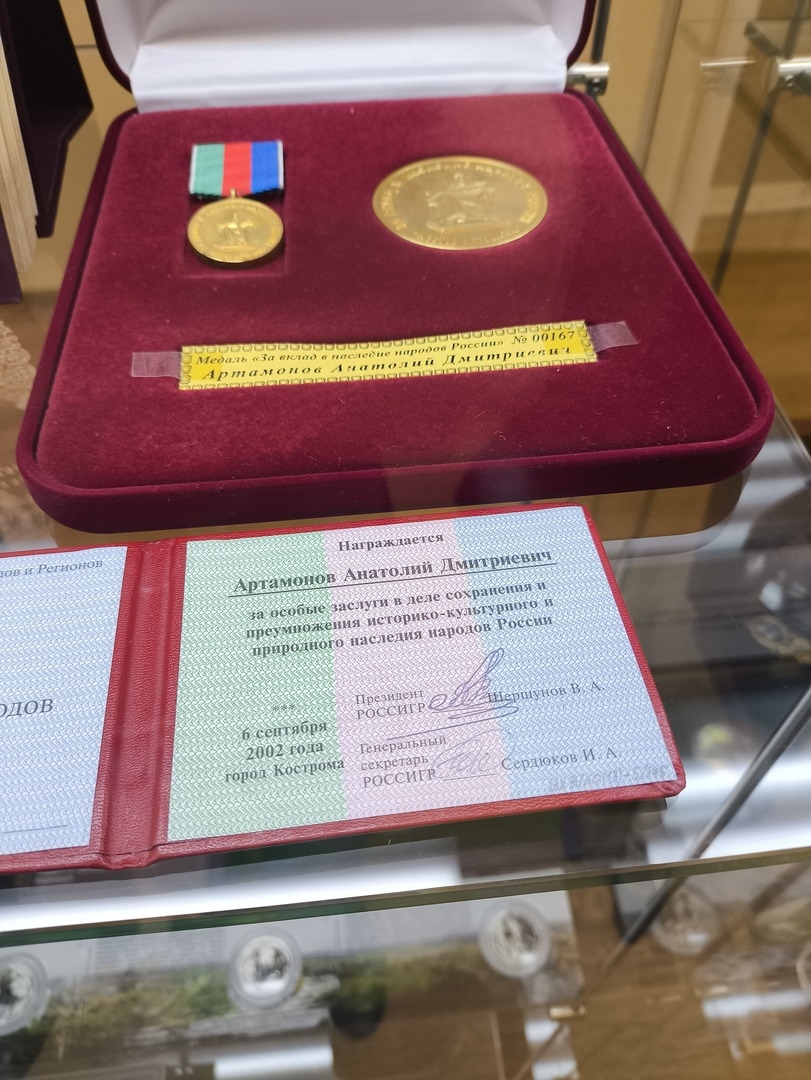 Медаль «За вклад в наследие народов России» № 00167
Артамонов Анатолий Дмитриевич
дов и Регионов
ОДОВ
Награждается
Артамонов Анатолий Дмитриевич
за особые заслуги в деле сохранения и
преумножения историко-культурного и
природного наследия народов России
***
6 сентября
2002 года
город Кострома
Президент
РОССИГР
Шершунов В. А.
Генеральный
секретарь
РОССИГР
Сердюков И. А.